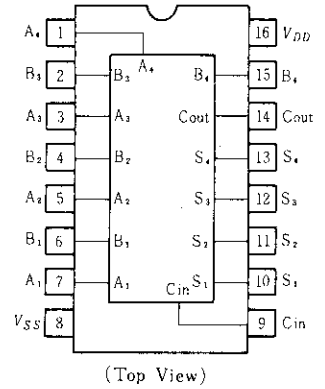 A₄ 1 A₄ 16 V_DD
B₃ 2 B₃ B₄ 15 B₄
A₃ 3 A₃ Cout 14 Cout
B₂ 4 B₂ S₄ 13 S₄
A₂ 5 A₂ S₃ 12 S₃
B₁ 6 B₁ S₂ 11 S₂
A₁ 7 A₁ S₁ 10 S₁
V_SS 8 Cin 9 Cin
(Top View)